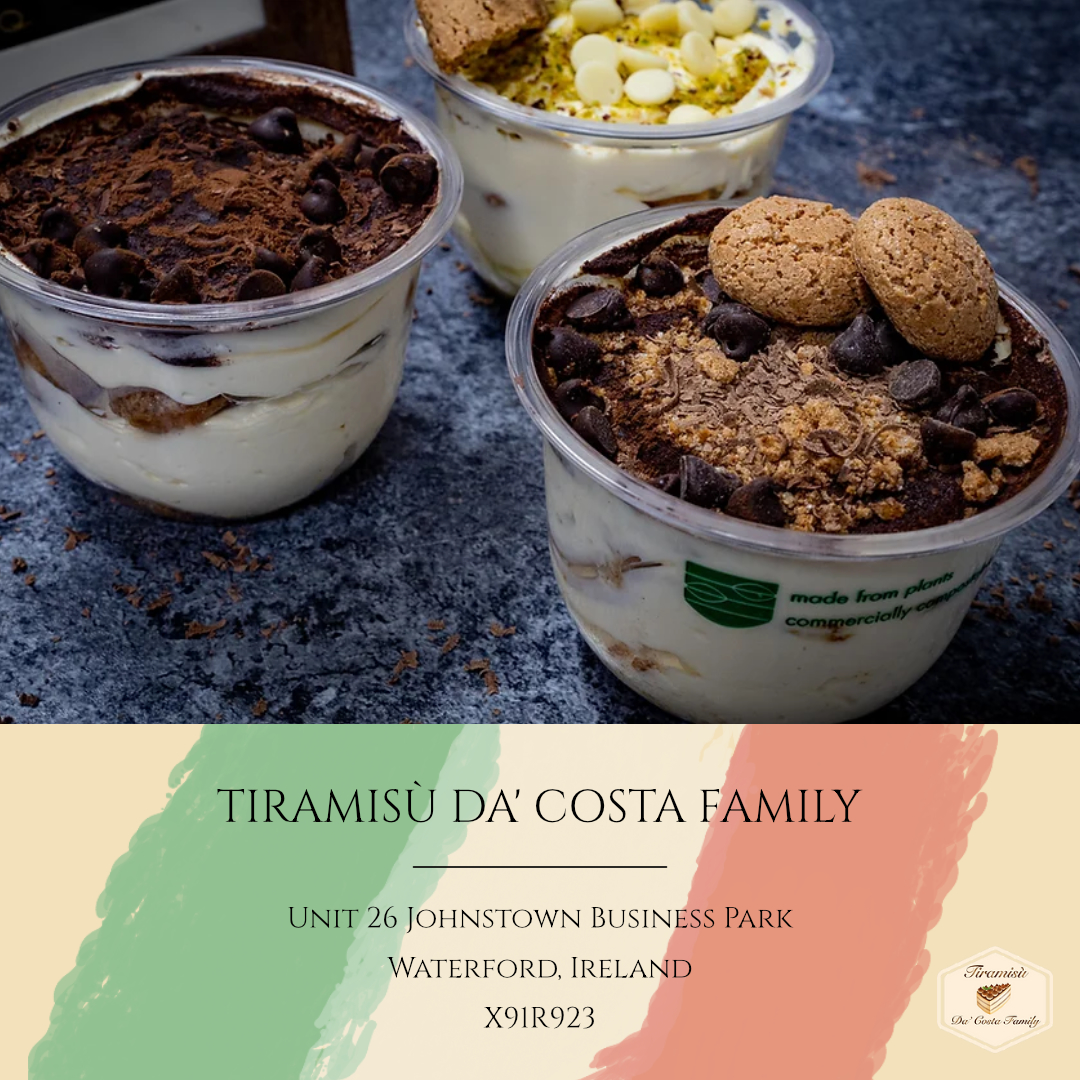 made from plants
commercially
TIRAMISÙ DA' COSTA FAMILY
UNIT 26 JOHNSTOWN BUSINESS PARK
WATERFORD, IRELAND
X91R923
Tiramisù
Da' Costa Family